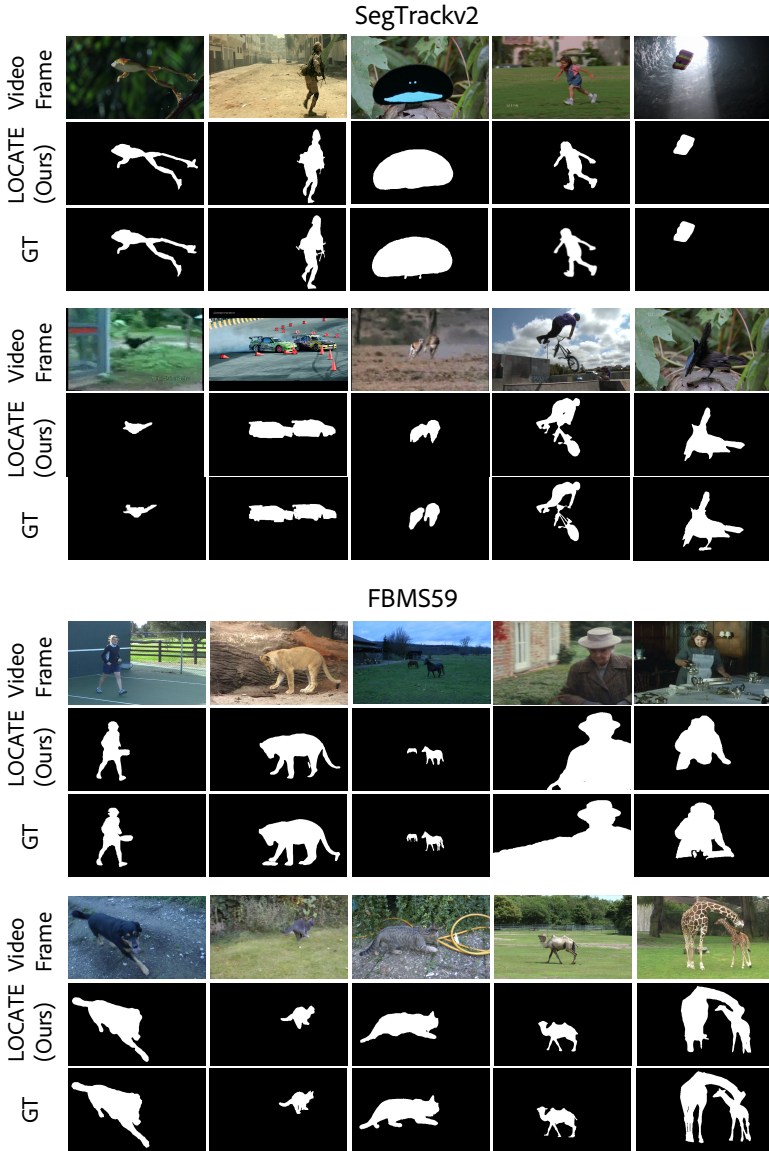 SegTrackv2
Video
Frame
LOCATE
(Ours)
GT
Video
Frame
LOCATE
(Ours)
GT
FBMS59
Video
Frame
LOCATE
(Ours)
GT
Video
Frame
LOCATE
(Ours)
GT